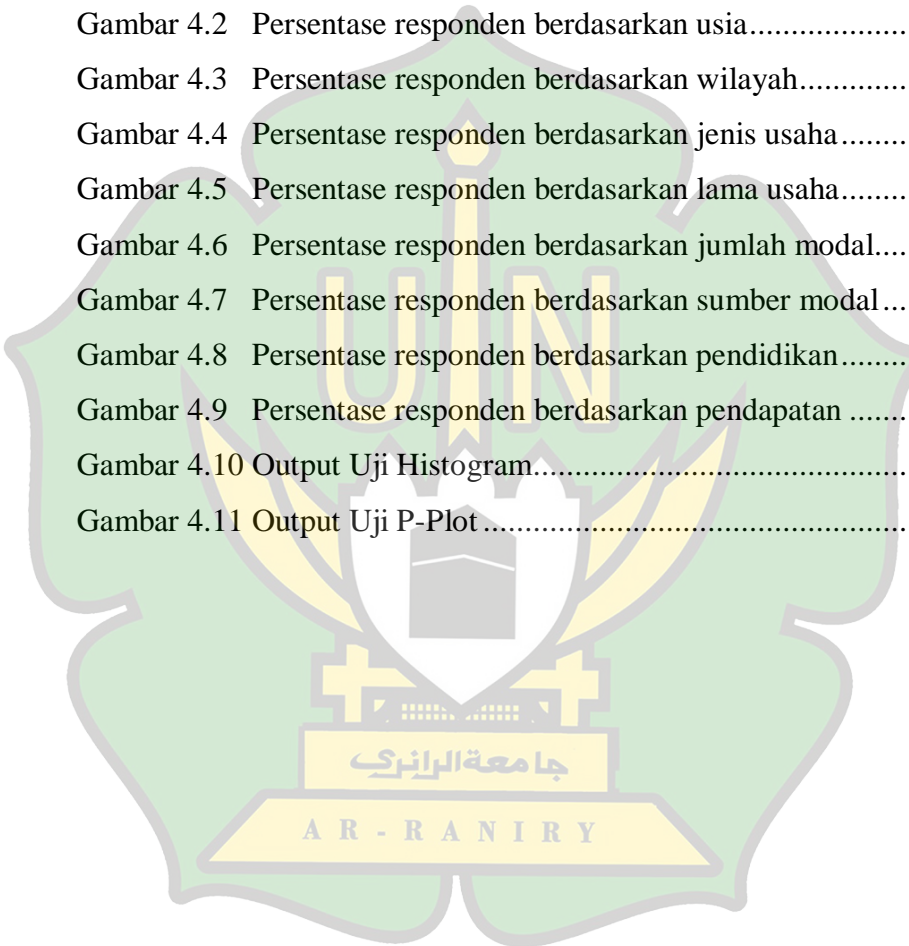 Gambar 4.2 Persentase responden berdasarkan usia...................
Gambar 4.3 Persentase responden berdasarkan wilayah.............
Gambar 4.4 Persentase responden berdasarkan jenis usaha........
Gambar 4.5 Persentase responden berdasarkan lama usaha........
Gambar 4.6 Persentase responden berdasarkan jumlah modal....
Gambar 4.7 Persentase responden berdasarkan sumber modal...
Gambar 4.8 Persentase responden berdasarkan pendidikan........
Gambar 4.9 Persentase responden berdasarkan pendapatan .......
Gambar 4.10 Output Uji Histogram.............................................
Gambar 4.11 Output Uji P-Plot ...................................................
UIN
جامعةالرانري
AR-RANIRY